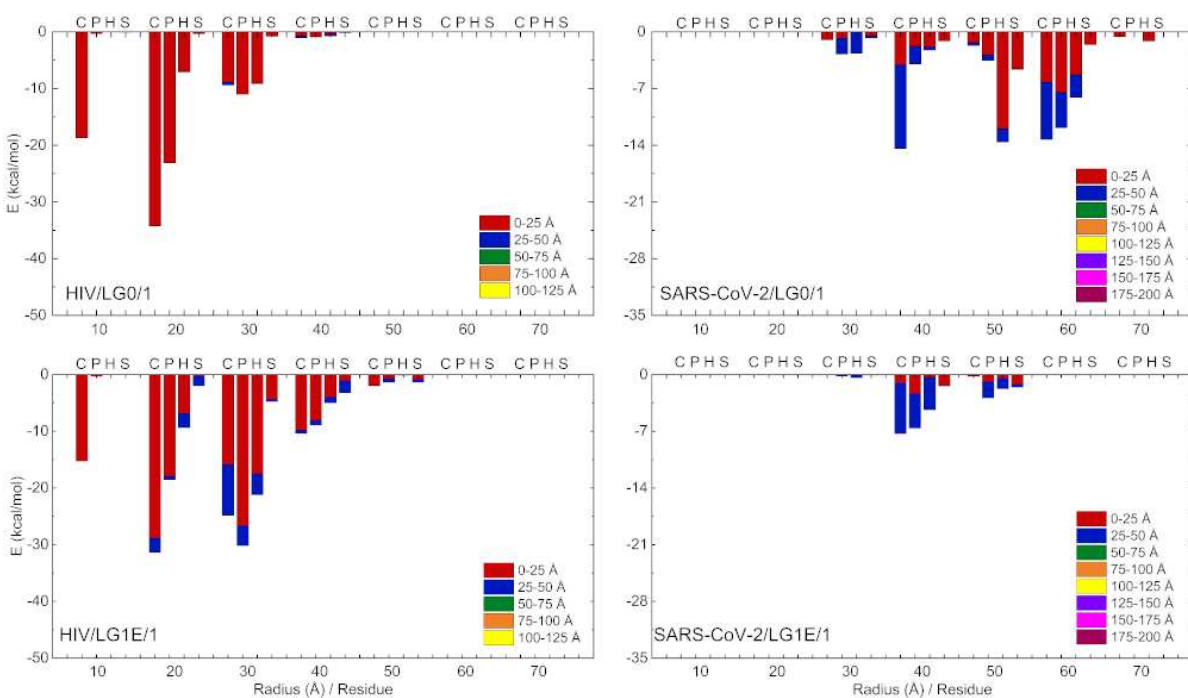 C P H S C P H S C P H S C P H S C P H S C P H S C P H S
0
-10
-20
-30
-40
-50
E (kcal/mol)
0-25 Å
25-50 Å
50-75 Å
75-100 Å
100-125 Å
HIV/LG0/1
10 20 30 40 50 60 70
C P H S C P H S C P H S C P H S C P H S C P H S C P H S
0
-7
-14
-21
-28
-35
0-25 Å
25-50 Å
50-75 Å
75-100 Å
100-125 Å
125-150 Å
150-175 Å
175-200 Å
SARS-CoV-2/LG0/1
10 20 30 40 50 60 70
C P H S C P H S C P H S C P H S C P H S C P H S C P H S
0
-10
-20
-30
-40
-50
E (kcal/mol)
0-25 Å
25-50 Å
50-75 Å
75-100 Å
100-125 Å
HIV/LG1E/1
10 20 30 40 50 60 70
Radius (Å) / Residue
C P H S C P H S C P H S C P H S C P H S C P H S C P H S
0
-7
-14
-21
-28
-35
0-25 Å
25-50 Å
50-75 Å
75-100 Å
100-125 Å
125-150 Å
150-175 Å
175-200 Å
SARS-CoV-2/LG1E/1
10 20 30 40 50 60 70
Radius (Å) / Residue